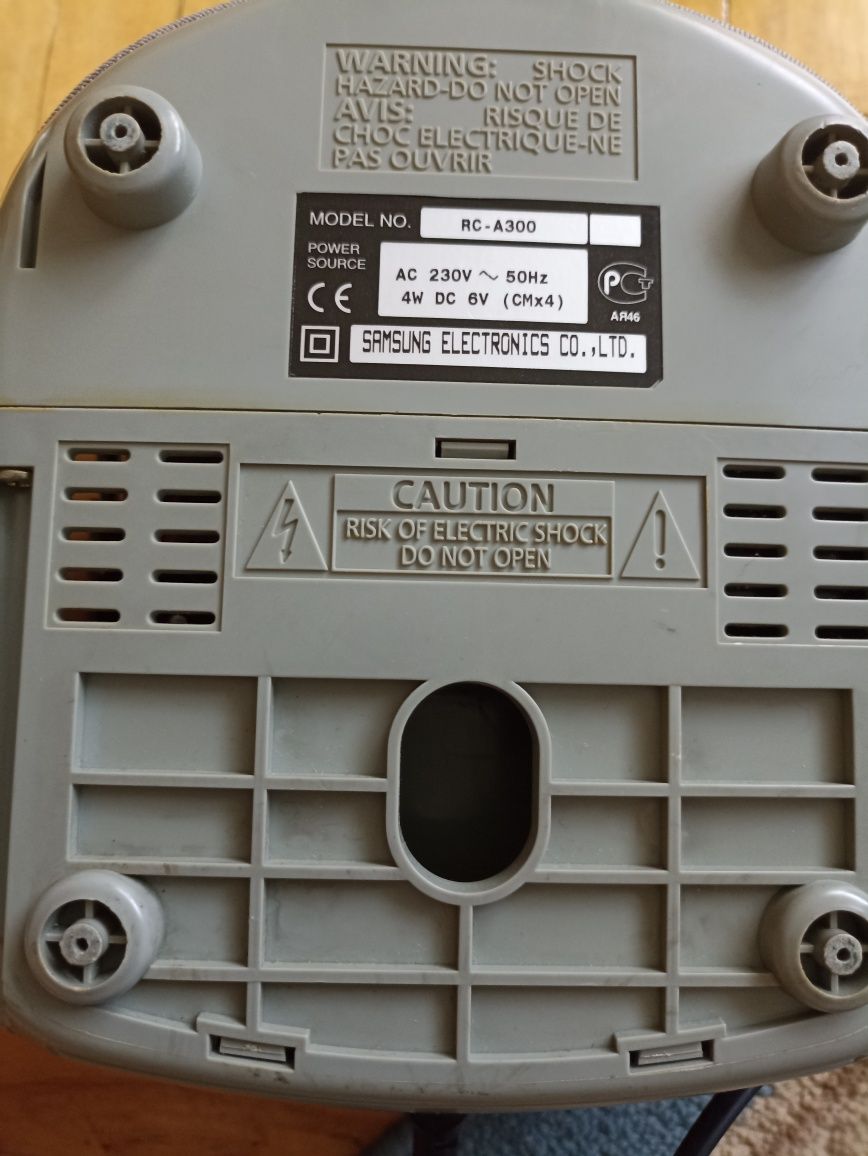 WARNING: SHOCK
HAZARD-DO NOT OPEN
AVIS: RISQUE DE
CHOC ELECTRIQUE-NE
PAS OUVRIR
MODEL NO. RC-A300
POWER
SOURCE
AC 230V ~ 50Hz
4W DC 6V (CMx4)
CE
PCT
АЯ46
SAMSUNG ELECTRONICS CO.,LTD.
CAUTION
RISK OF ELECTRIC SHOCK
DO NOT OPEN